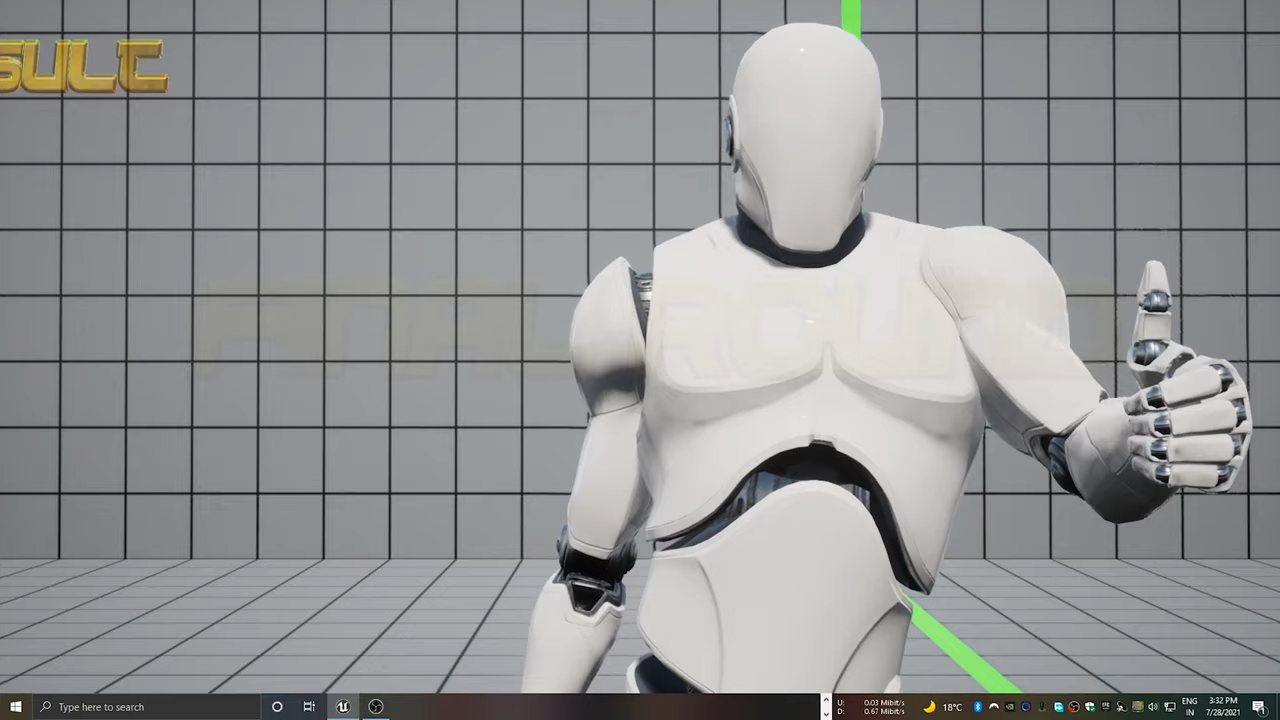 SULT
Type here to search
U: 0.03 Mibit/s
D: 0.67 Mibit/s
18°C
ENG
IN
3:32 PM
7/28/2021
1